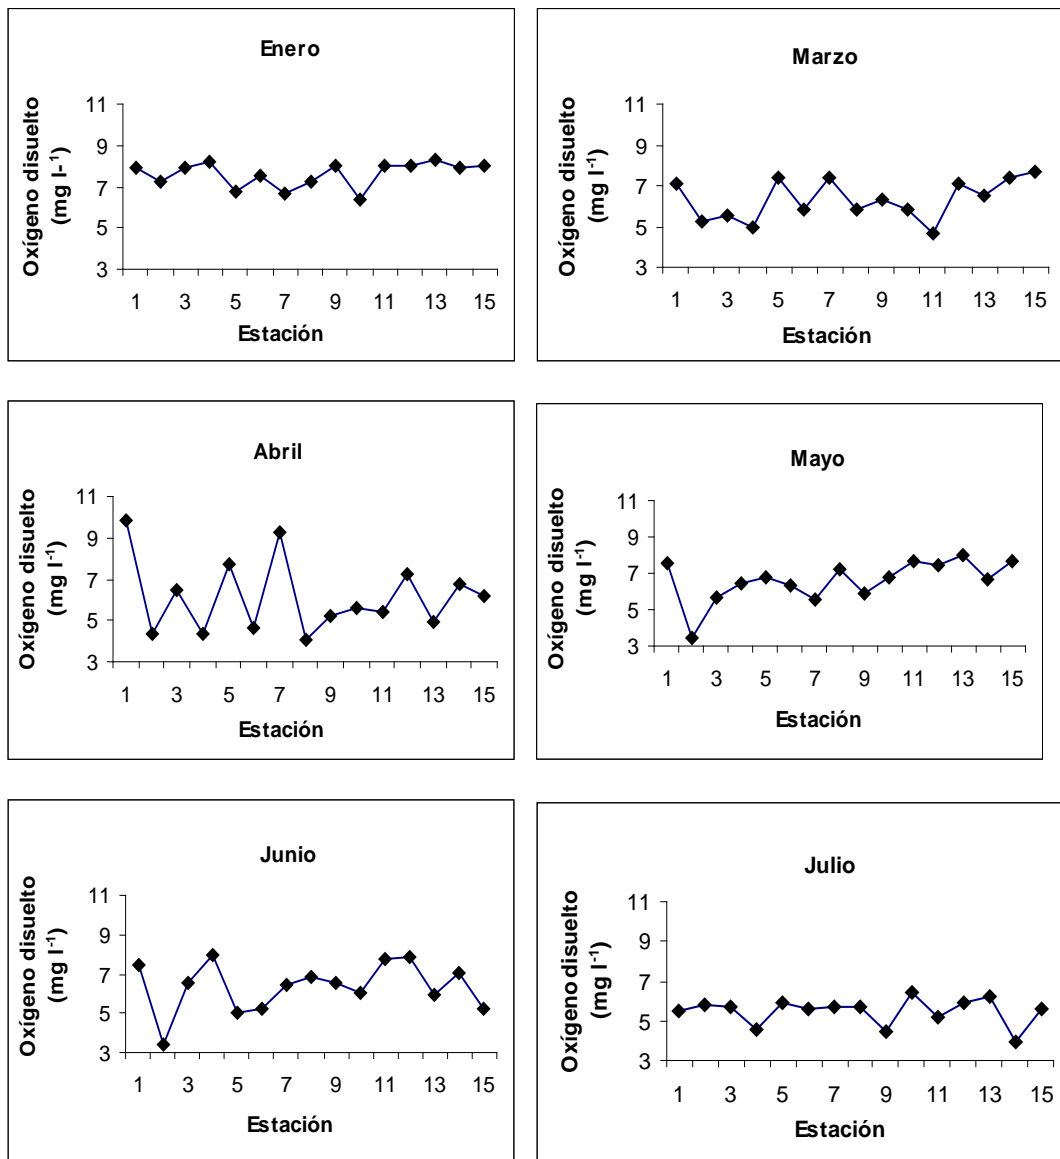 Enero
Oxígeno disuelto
(mg l-¹)
11
9
7
5
3
1 3 5 7 9 11 13 15
Estación
Marzo
Oxígeno disuelto
(mg l⁻¹)
11
9
7
5
3
1 3 5 7 9 11 13 15
Estación
Abril
Oxígeno disuelto
(mg l⁻¹)
11
9
7
5
3
1 3 5 7 9 11 13 15
Estación
Mayo
Oxígeno disuelto
(mg l⁻¹)
11
9
7
5
3
1 3 5 7 9 11 13 15
Estación
Junio
Oxígeno disuelto
(mg l⁻¹)
11
9
7
5
3
1 3 5 7 9 11 13 15
Estación
Julio
Oxígeno disuelto
(mg l⁻¹)
11
9
7
5
3
1 3 5 7 9 11 13 15
Estación